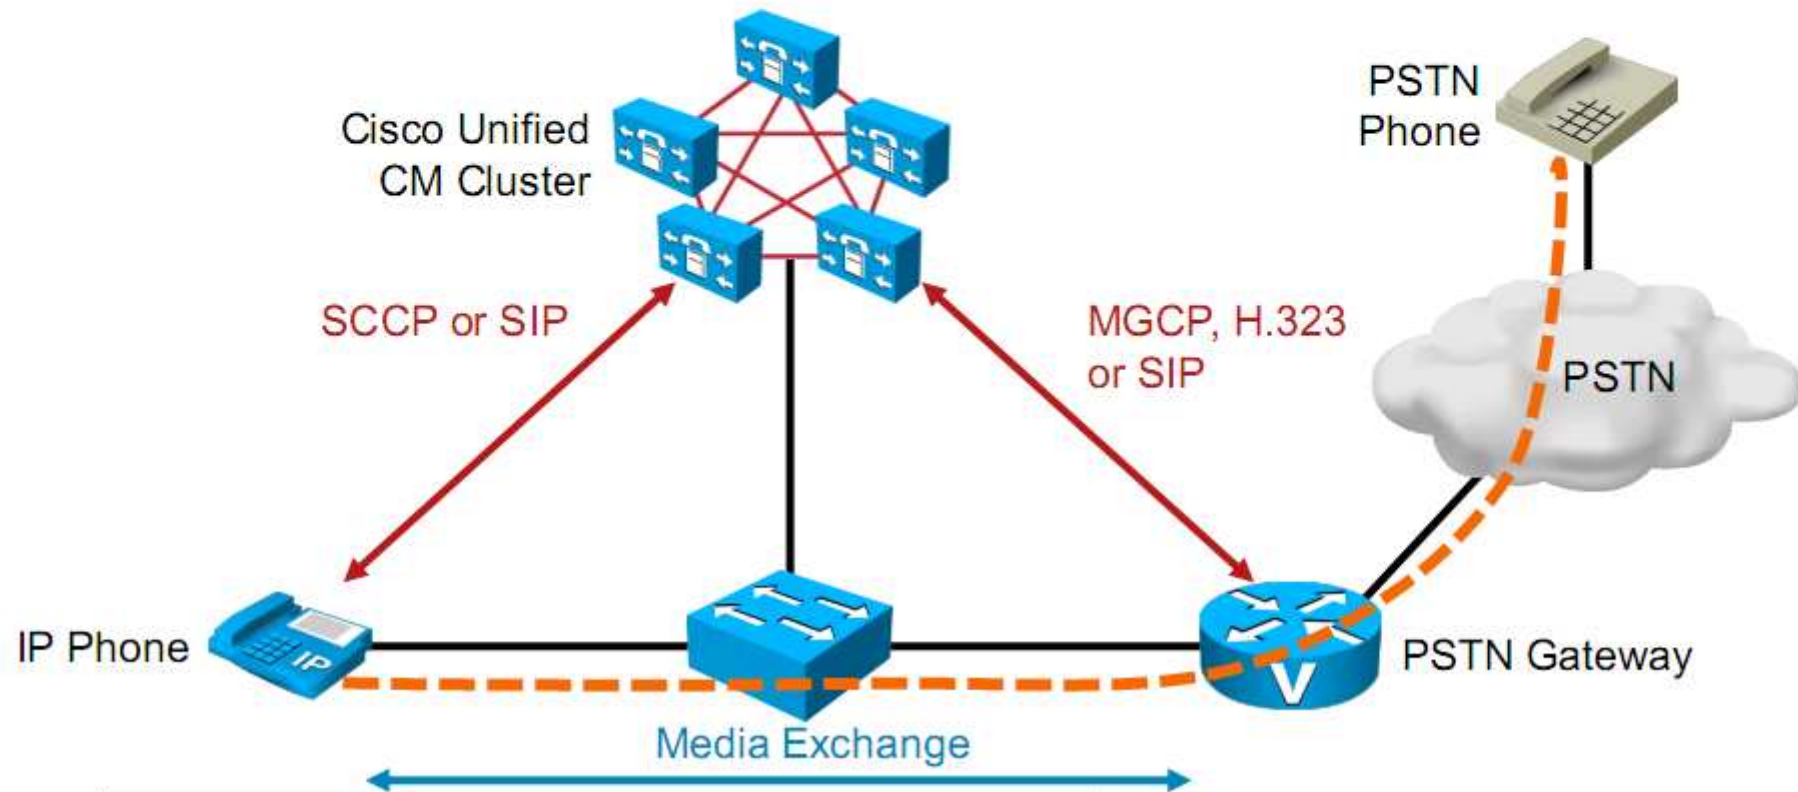 Cisco Unified
CM Cluster
PSTN
Phone
SCCP or SIP
MGCP, H.323
or SIP
PSTN
IP Phone
IP
V
PSTN Gateway
Media Exchange